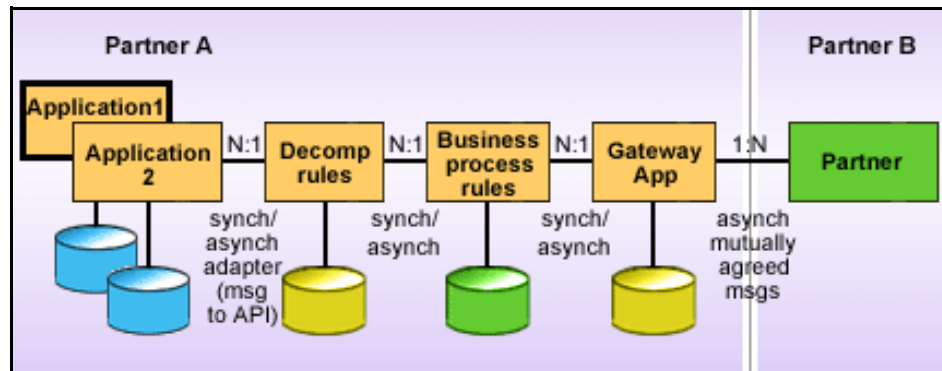 Partner A
Partner B
Application1
Application
2
N:1
Decomp
rules
N:1
Business
process
rules
N:1
Gateway
App
1:N
Partner
synch/
asynch
adapter
(msg
to API)
synch/
asynch
synch/
asynch
asynch
mutually
agreed
msgs